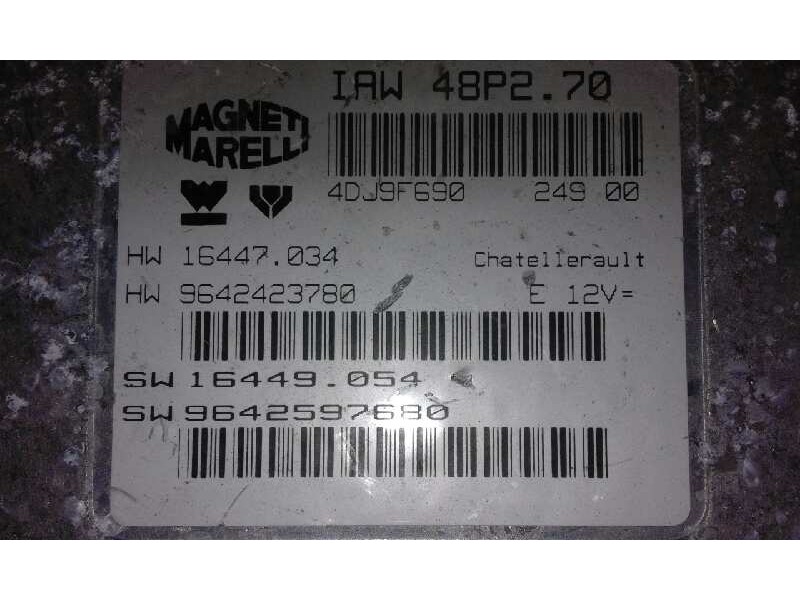 IAW 48P2.70
MAGNETI
MARELLI
4DJ9F690 249 00
HW 16447.034 Chatellerault
HW 9642423780 E 12V=
SW 16449.054
SW 9642597680